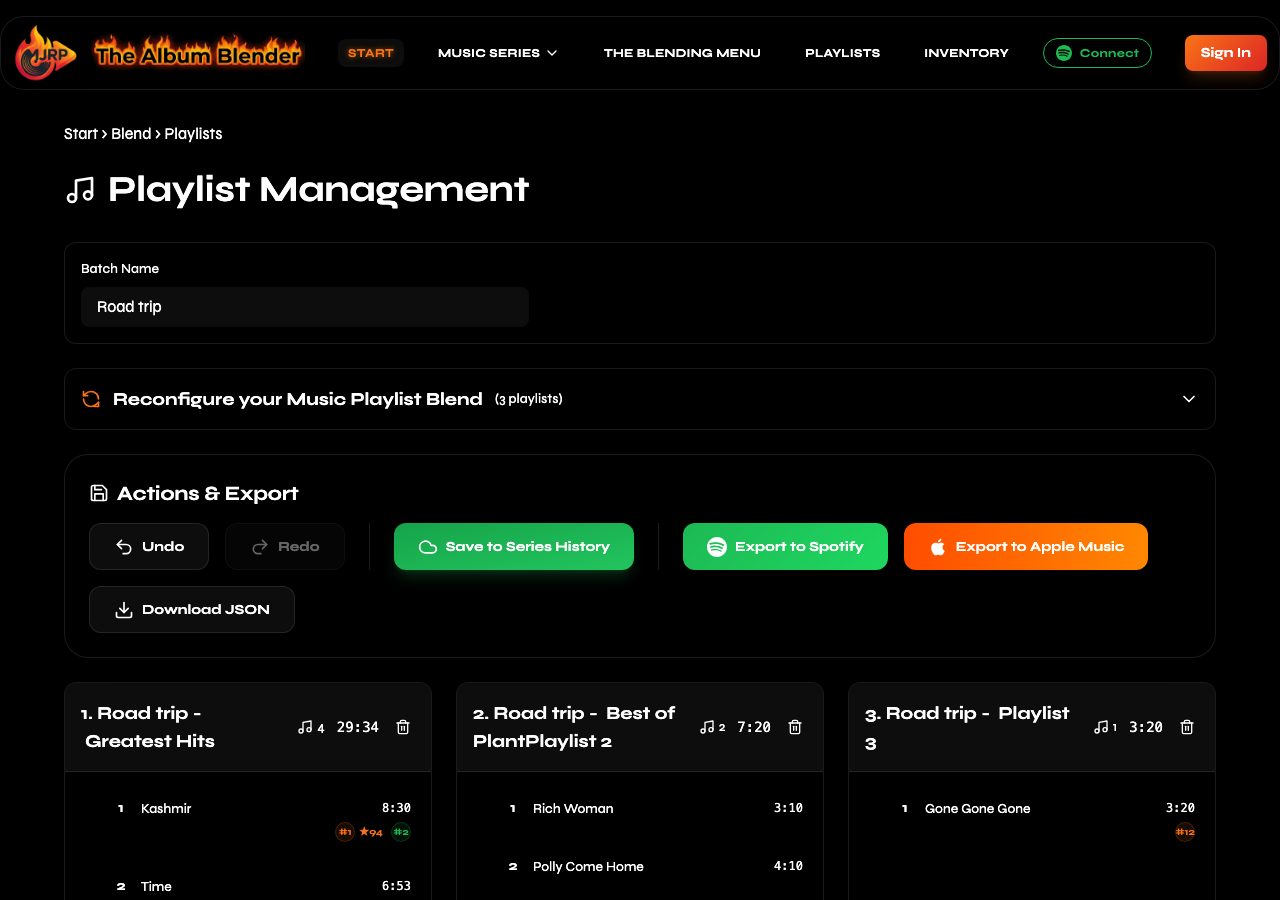 JRP The Album Blender START MUSIC SERIES THE BLENDING MENU PLAYLISTS INVENTORY Connect Sign In
Start > Blend > Playlists
Playlist Management
Batch Name
Road trip
Reconfigure your Music Playlist Blend (3 playlists)
Actions & Export
Undo Redo Save to Series History Export to Spotify Export to Apple Music
Download JSON
1. Road trip -
Greatest Hits
4 29:34
1 Kashmir 8:30
#1 ★94 #2
2 Time 6:53
2. Road trip - Best of
PlantPlaylist 2
2 7:20
1 Rich Woman 3:10
2 Polly Come Home 4:10
3. Road trip - Playlist
3
1 3:20
1 Gone Gone Gone 3:20
#12